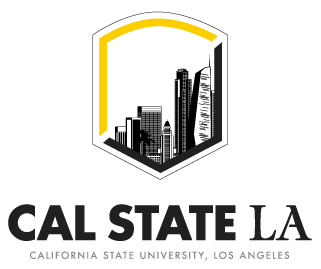 CAL STATE LA
CALIFORNIA STATE UNIVERSITY, LOS ANGELES